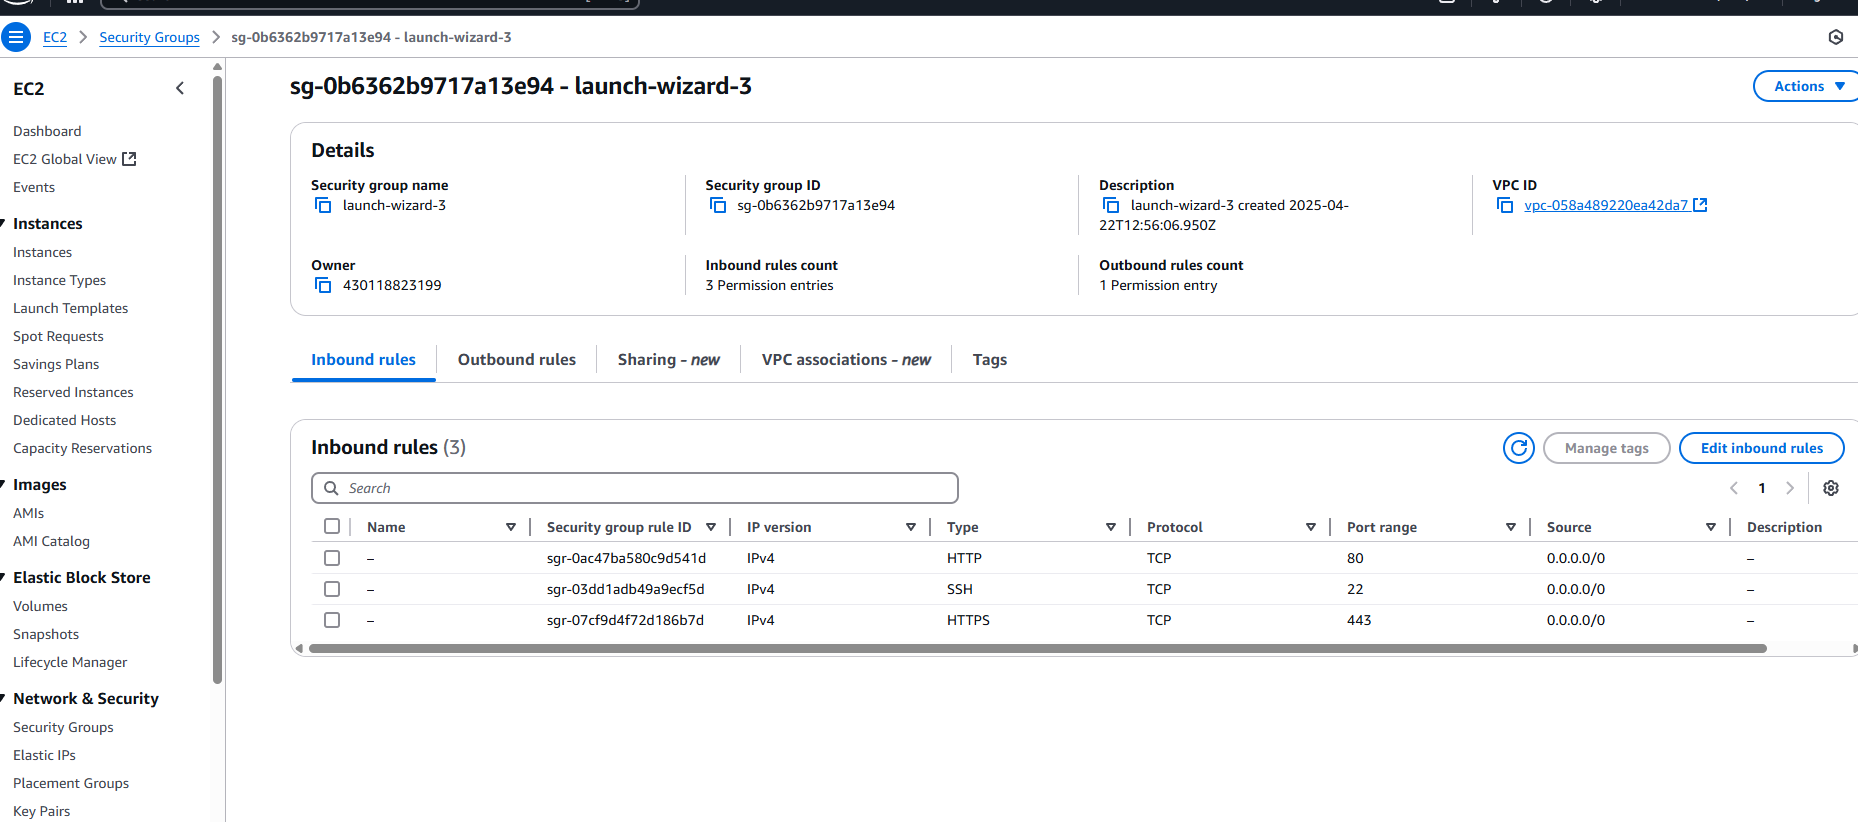 EC2 > Security Groups > sg-0b6362b9717a13e94 - launch-wizard-3
EC2
Dashboard
EC2 Global View
Events
Instances
Instances
Instance Types
Launch Templates
Spot Requests
Savings Plans
Reserved Instances
Dedicated Hosts
Capacity Reservations
Images
AMIs
AMI Catalog
Elastic Block Store
Volumes
Snapshots
Lifecycle Manager
Network & Security
Security Groups
Elastic IPs
Placement Groups
Key Pairs
sg-0b6362b9717a13e94 - launch-wizard-3
Actions
Details
Security group name
launch-wizard-3
Security group ID
sg-0b6362b9717a13e94
Description
launch-wizard-3 created 2025-04-
22T12:56:06.950Z
VPC ID
vpc-058a489220ea42da7
Owner
430118823199
Inbound rules count
3 Permission entries
Outbound rules count
1 Permission entry
Inbound rules Outbound rules Sharing - new VPC associations - new Tags
Inbound rules (3)
Manage tags
Edit inbound rules
Search
1
Name Security group rule ID IP version Type Protocol Port range Source Description
– sgr-0ac47ba580c9d541d IPv4 HTTP TCP 80 0.0.0.0/0 –
– sgr-03dd1adb49a9ecf5d IPv4 SSH TCP 22 0.0.0.0/0 –
– sgr-07cf9d4f72d186b7d IPv4 HTTPS TCP 443 0.0.0.0/0 –